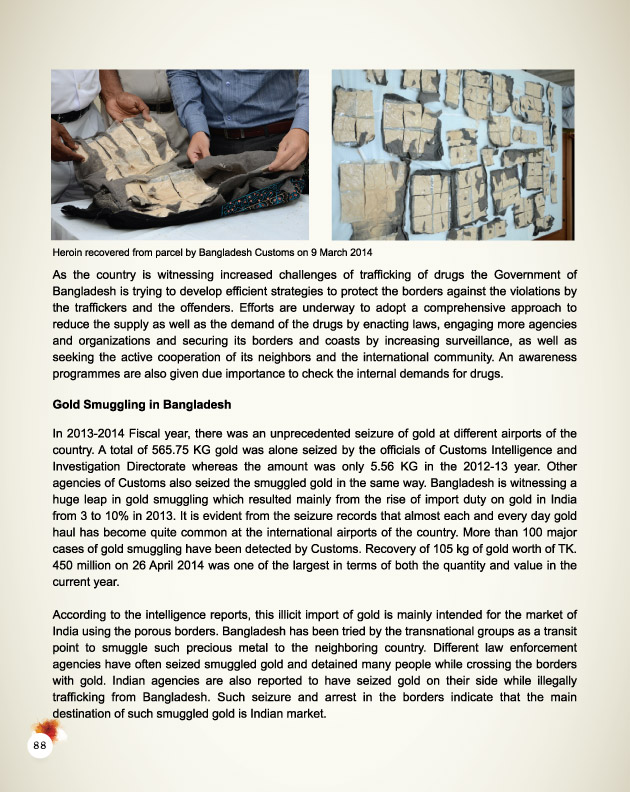 Heroin recovered from parcel by Bangladesh Customs on 9 March 2014
As the country is witnessing increased challenges of trafficking of drugs the Government of
Bangladesh is trying to develop efficient strategies to protect the borders against the violations by
the traffickers and the offenders. Efforts are underway to adopt a comprehensive approach to
reduce the supply as well as the demand of the drugs by enacting laws, engaging more agencies
and organizations and securing its borders and coasts by increasing surveillance, as well as
seeking the active cooperation of its neighbors and the international community. An awareness
programmes are also given due importance to check the internal demands for drugs.
Gold Smuggling in Bangladesh
In 2013-2014 Fiscal year, there was an unprecedented seizure of gold at different airports of the
country. A total of 565.75 KG gold was alone seized by the officials of Customs Intelligence and
Investigation Directorate whereas the amount was only 5.56 KG in the 2012-13 year. Other
agencies of Customs also seized the smuggled gold in the same way. Bangladesh is witnessing a
huge leap in gold smuggling which resulted mainly from the rise of import duty on gold in India
from 3 to 10% in 2013. It is evident from the seizure records that almost each and every day gold
haul has become quite common at the international airports of the country. More than 100 major
cases of gold smuggling have been detected by Customs. Recovery of 105 kg of gold worth of TK.
450 million on 26 April 2014 was one of the largest in terms of both the quantity and value in the
current year.
According to the intelligence reports, this illicit import of gold is mainly intended for the market of
India using the porous borders. Bangladesh has been tried by the transnational groups as a transit
point to smuggle such precious metal to the neighboring country. Different law enforcement
agencies have often seized smuggled gold and detained many people while crossing the borders
with gold. Indian agencies are also reported to have seized gold on their side while illegally
trafficking from Bangladesh. Such seizure and arrest in the borders indicate that the main
destination of such smuggled gold is Indian market.
88